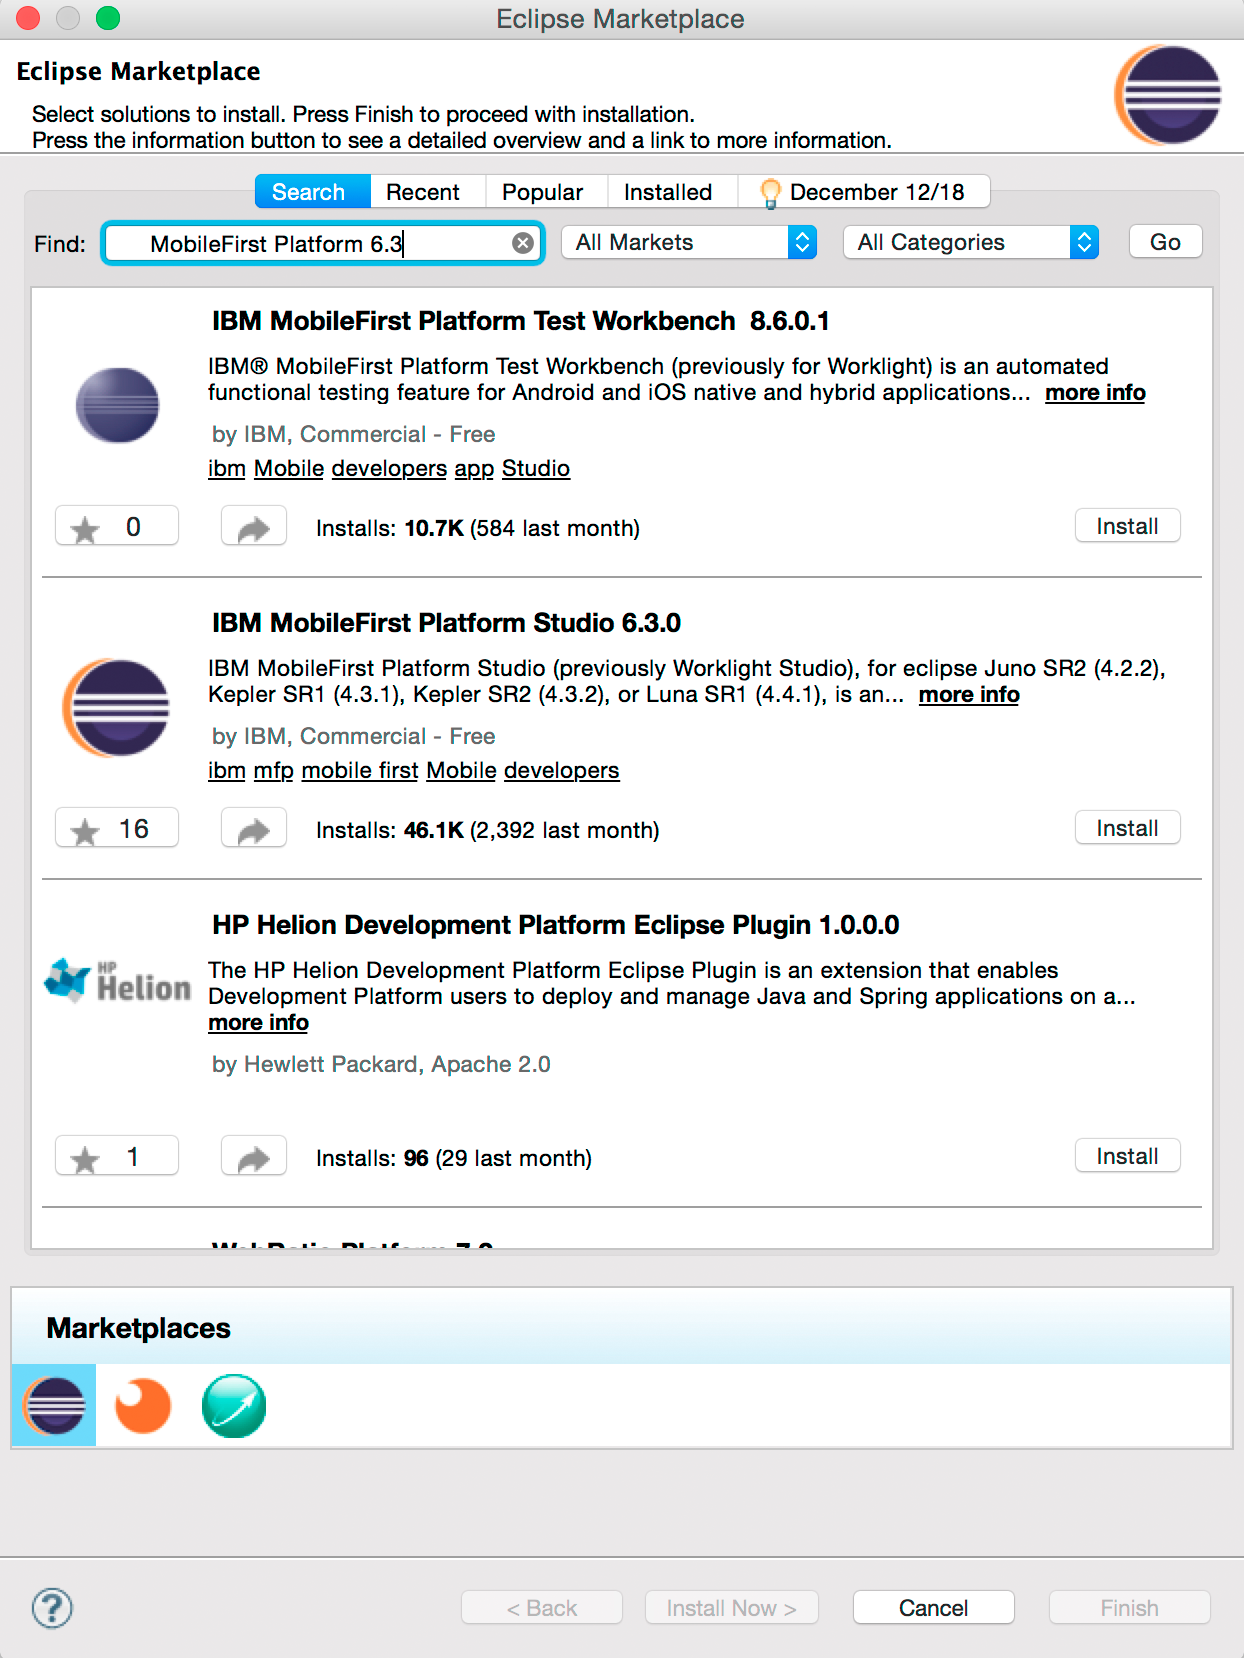 Eclipse Marketplace
Eclipse Marketplace
Select solutions to install. Press Finish to proceed with installation.
Press the information button to see a detailed overview and a link to more information.
Search Recent Popular Installed December 12/18
Find: MobileFirst Platform 6.3 All Markets All Categories Go
IBM MobileFirst Platform Test Workbench 8.6.0.1
IBM® MobileFirst Platform Test Workbench (previously for Worklight) is an automated
functional testing feature for Android and iOS native and hybrid applications... more info
by IBM, Commercial - Free
ibm Mobile developers app Studio
0 Installs: 10.7K (584 last month) Install
IBM MobileFirst Platform Studio 6.3.0
IBM MobileFirst Platform Studio (previously Worklight Studio), for eclipse Juno SR2 (4.2.2),
Kepler SR1 (4.3.1), Kepler SR2 (4.3.2), or Luna SR1 (4.4.1), is an... more info
by IBM, Commercial - Free
ibm mfp mobile first Mobile developers
16 Installs: 46.1K (2,392 last month) Install
HP Helion Development Platform Eclipse Plugin 1.0.0.0
HP
Helion
The HP Helion Development Platform Eclipse Plugin is an extension that enables
Development Platform users to deploy and manage Java and Spring applications on a...
more info
by Hewlett Packard, Apache 2.0
1 Installs: 96 (29 last month) Install
WebRatio Platform
Marketplaces
? < Back Install Now > Cancel Finish